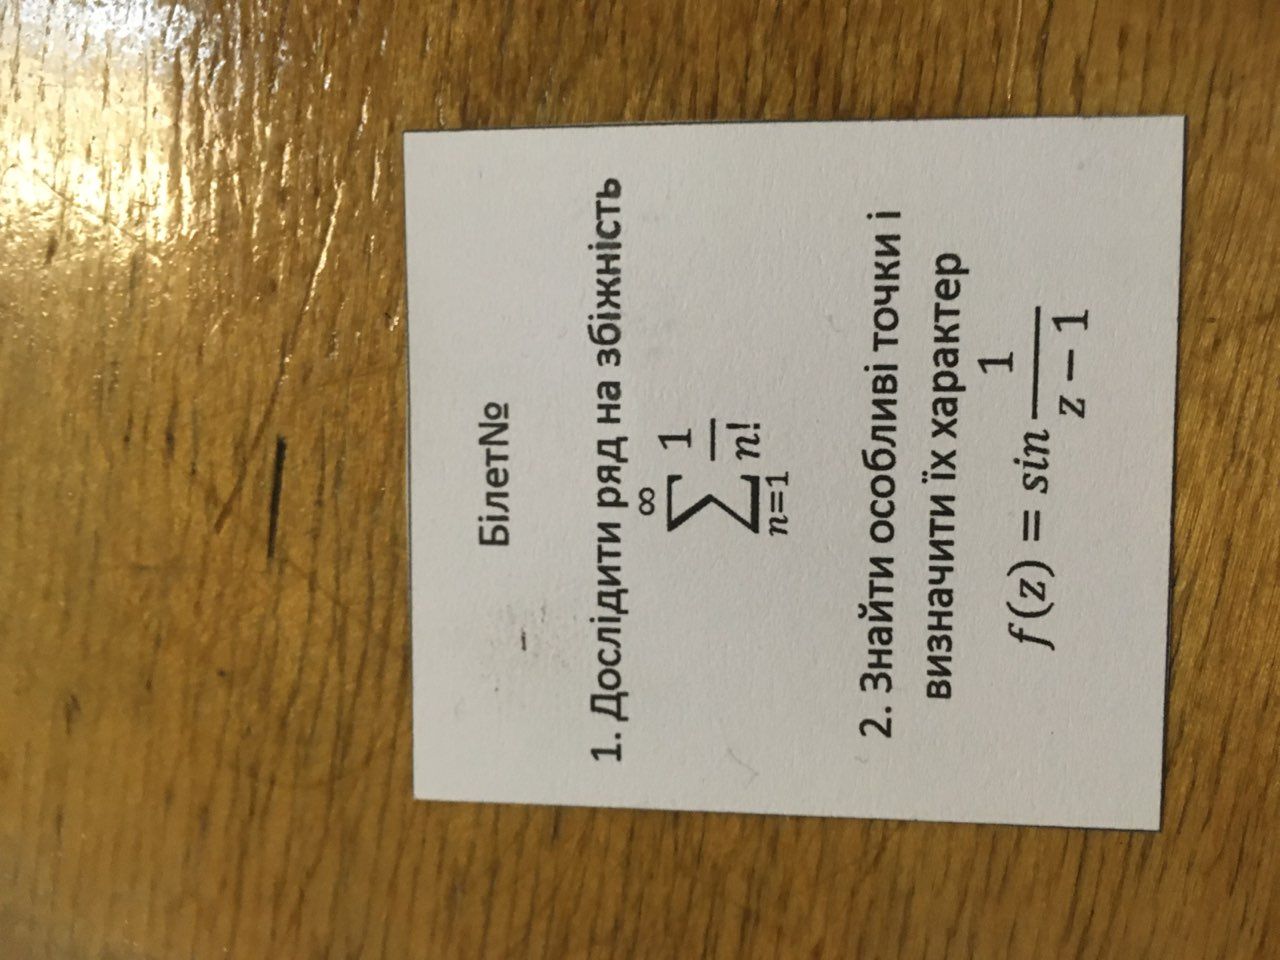 Білет№
1. Дослідити ряд на збіжність
∞
∑ 1/n!
n=1
2. Знайти особливі точки і
визначити їх характер
f(z) = sin 1/(z − 1)